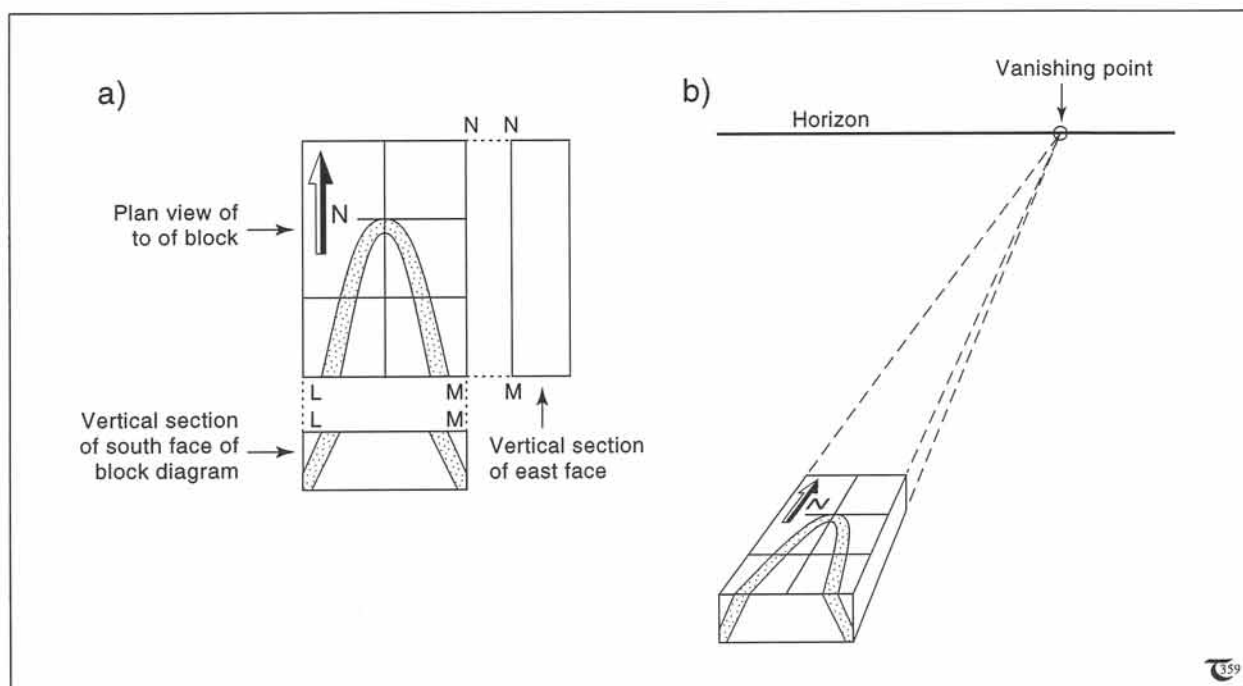 a)
N N
N
Plan view of
to of block
L M M
L M
Vertical section
of south face of
block diagram
Vertical section
of east face
b)
Vanishing point
Horizon
N
359